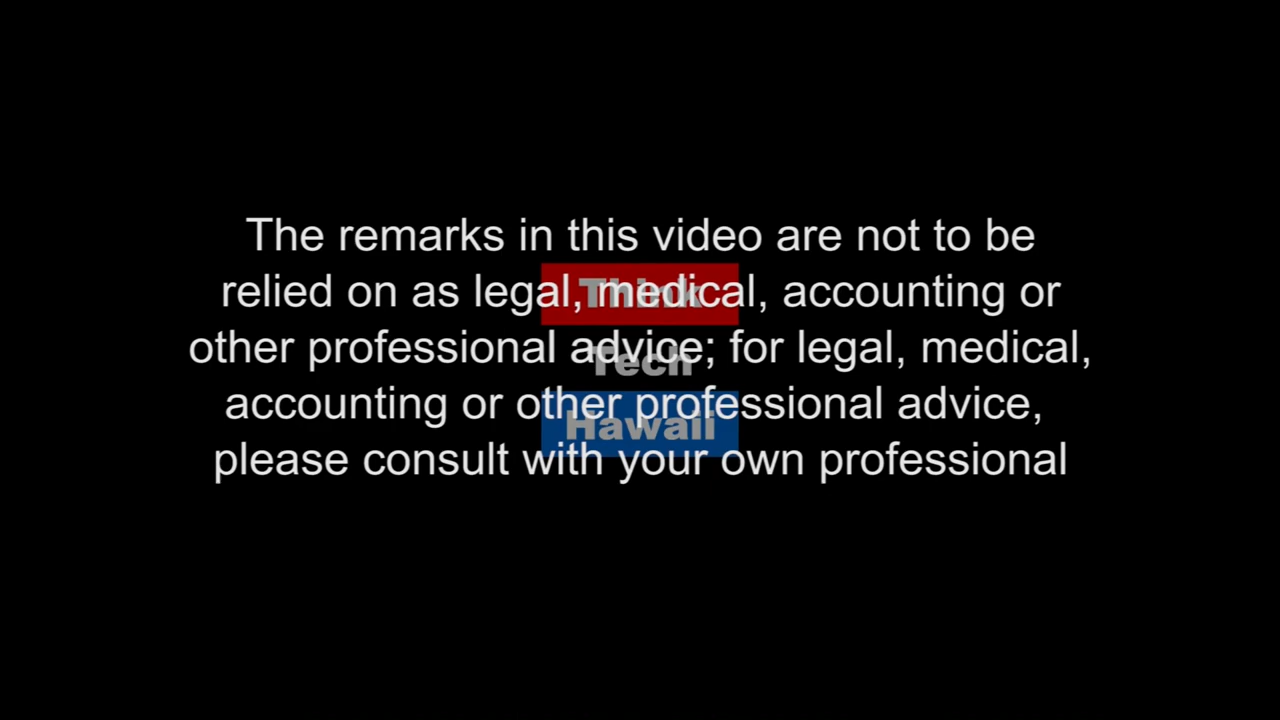 The remarks in this video are not to be
relied on as legal, medical, accounting or
other professional advice; for legal, medical,
accounting or other professional advice,
please consult with your own professional
Think
Tech
Hawaii